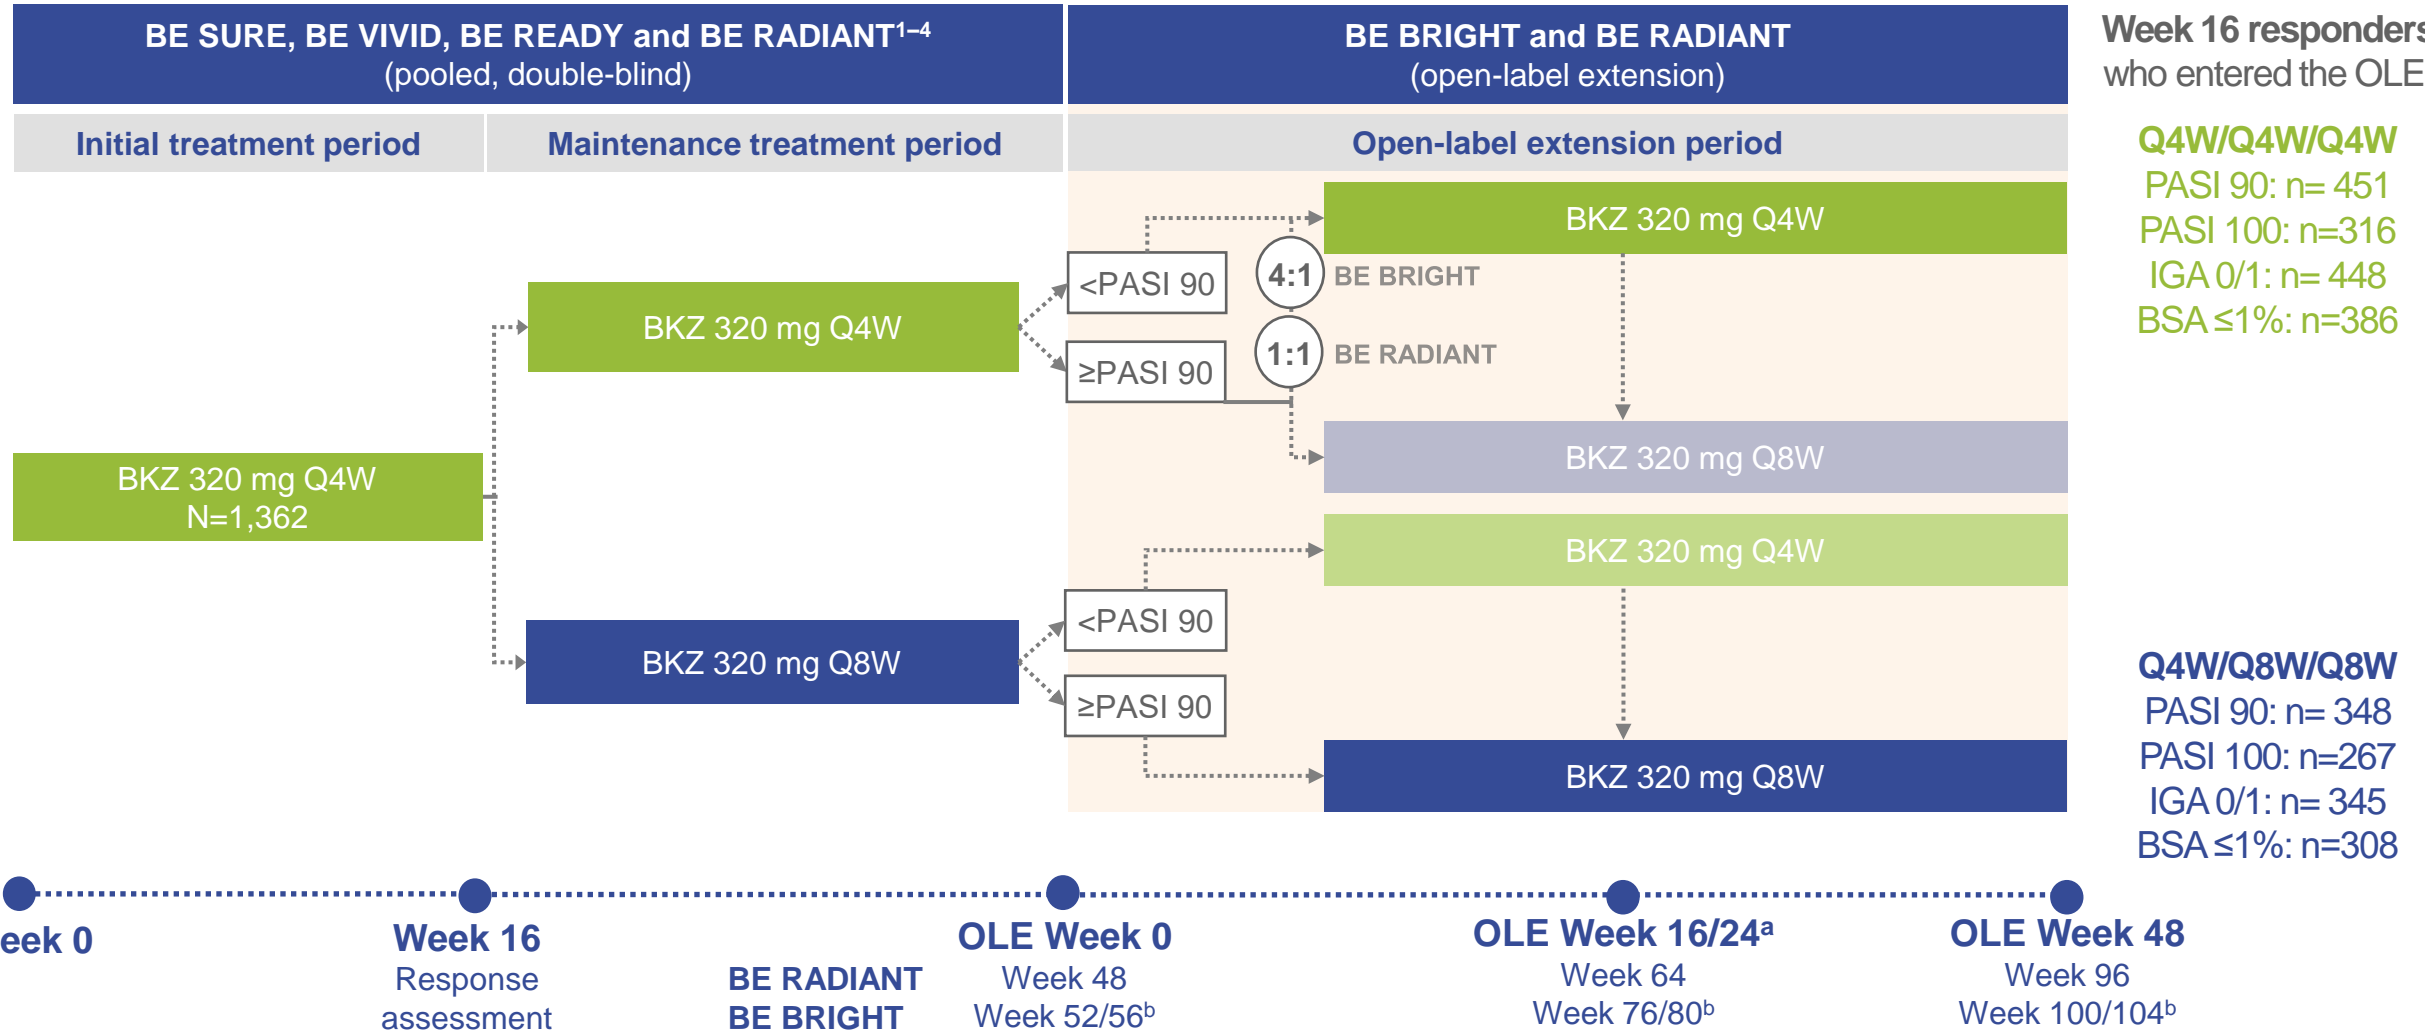 BE SURE, BE VIVID, BE READY and BE RADIANT¹⁻⁴
(pooled, double-blind)
BE BRIGHT and BE RADIANT
(open-label extension)
Week 16 responders
who entered the OLE
Initial treatment period
Maintenance treatment period
Open-label extension period
Q4W/Q4W/Q4W
PASI 90: n= 451
PASI 100: n=316
IGA 0/1: n= 448
BSA ≤1%: n=386
BKZ 320 mg Q4W
<PASI 90
4:1
BE BRIGHT
BKZ 320 mg Q4W
≥PASI 90
1:1
BE RADIANT
BKZ 320 mg Q8W
BKZ 320 mg Q4W
N=1,362
BKZ 320 mg Q4W
<PASI 90
BKZ 320 mg Q8W
≥PASI 90
BKZ 320 mg Q8W
Q4W/Q8W/Q8W
PASI 90: n= 348
PASI 100: n=267
IGA 0/1: n= 345
BSA ≤1%: n=308
eek 0
Week 16
Response
assessment
OLE Week 0
OLE Week 16/24ᵃ
OLE Week 48
BE RADIANT
Week 48
Week 64
Week 96
BE BRIGHT
Week 52/56ᵇ
Week 76/80ᵇ
Week 100/104ᵇ